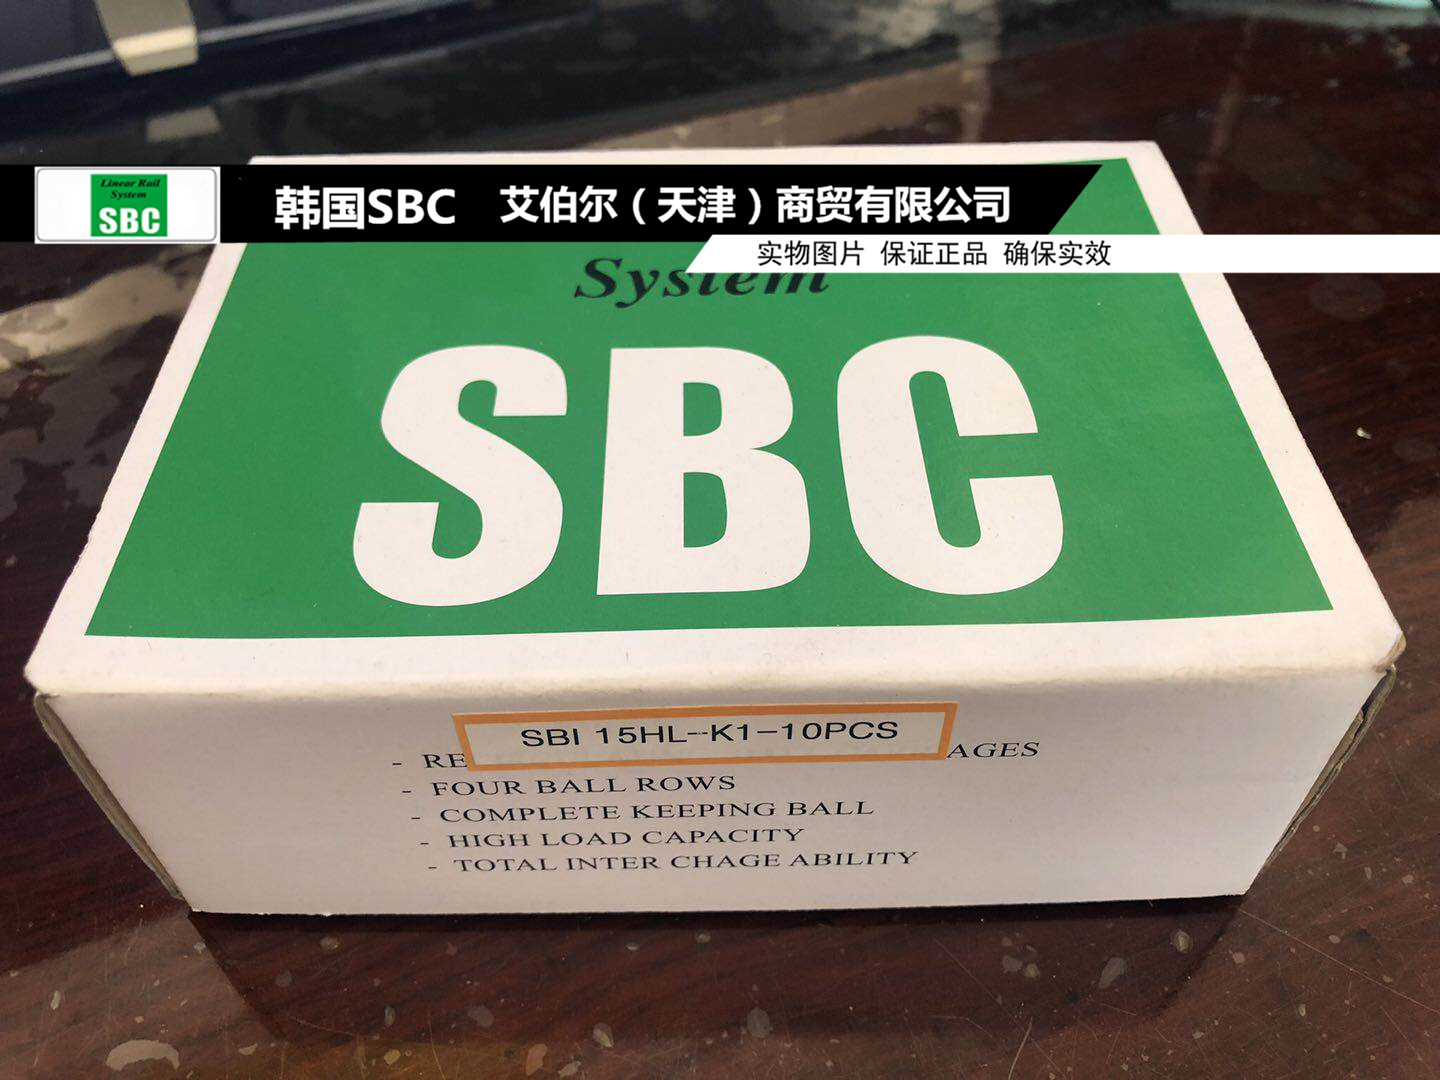 Linear Rail
System
SBC
韩国SBC 艾伯尔（天津）商贸有限公司
实物图片 保证正品 确保实效
System
SBC
SBI 15HL-K1-10PCS
- RE AGES
- FOUR BALL ROWS
- COMPLETE KEEPING BALL
- HIGH LOAD CAPACITY
- TOTAL INTER CHAGE ABILITY